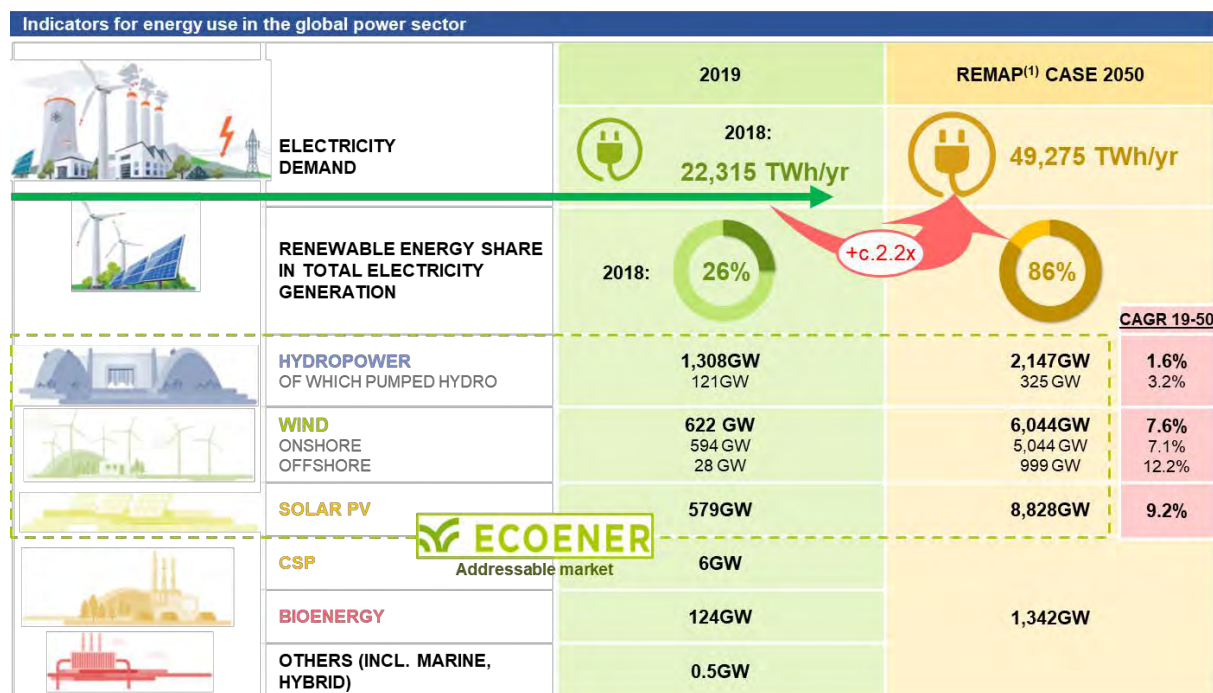 Indicators for energy use in the global power sector
2019
REMAP(1) CASE 2050
ELECTRICITY
DEMAND
2018:
22,315 TWh/yr
49,275 TWh/yr
RENEWABLE ENERGY SHARE
IN TOTAL ELECTRICITY
GENERATION
2018:
26%
+c.2.2x
86%
CAGR 19-50
HYDROPOWER
1,308GW
2,147GW
1.6%
OF WHICH PUMPED HYDRO
121GW
325 GW
3.2%
WIND
622 GW
6,044GW
7.6%
ONSHORE
594 GW
5,044 GW
7.1%
OFFSHORE
28 GW
999 GW
12.2%
SOLAR PV
579GW
8,828GW
9.2%
ECOENER
Addressable market
CSP
6GW
BIOENERGY
124GW
1,342GW
OTHERS (INCL. MARINE,
HYBRID)
0.5GW